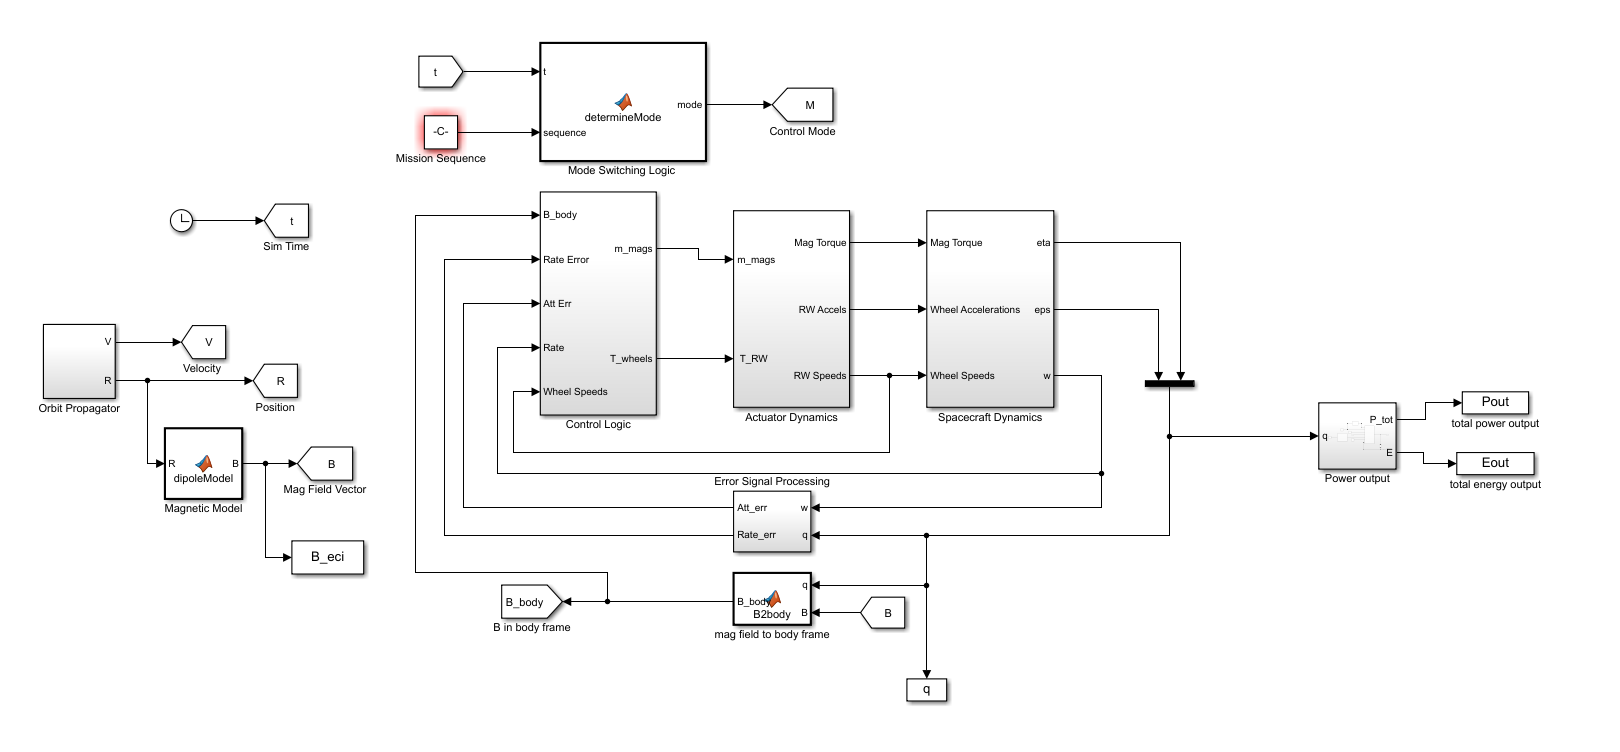 t
-C-
Mission Sequence
t
sequence
determineMode
mode
Mode Switching Logic
M
Control Mode
t
Sim Time
V
R
Orbit Propagator
V
Velocity
R
Position
R
B
dipoleModel
Magnetic Model
B
Mag Field Vector
B_eci
B_body
Rate Error
Att Err
Rate
Wheel Speeds
m_mags
T_wheels
Control Logic
m_mags
T_RW
Mag Torque
RW Accels
RW Speeds
Actuator Dynamics
Mag Torque
Wheel Accelerations
Wheel Speeds
eta
eps
w
Spacecraft Dynamics
Error Signal Processing
Att_err
Rate_err
w
q
B_body
B in body frame
B_body
q
B
B2body
mag field to body frame
B
q
q
P_tot
E
Power output
Pout
total power output
Eout
total energy output